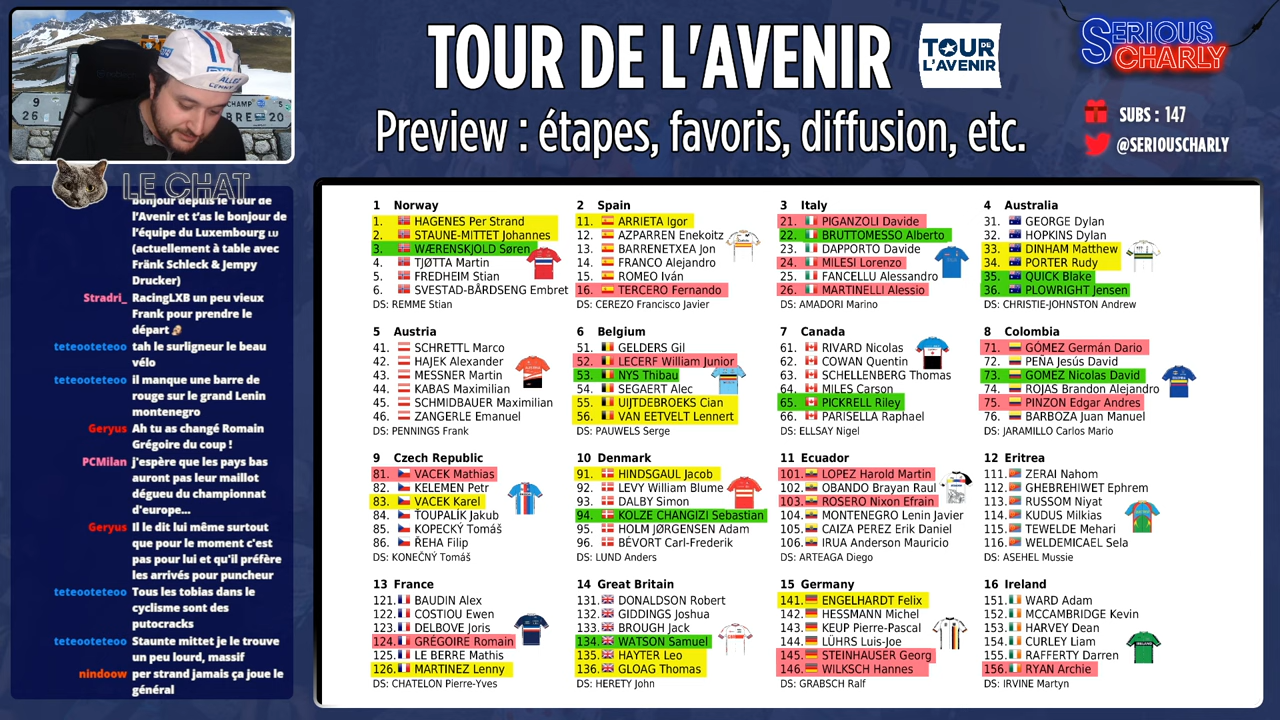 TOUR DE L'AVENIR
TOUR DE L'AVENIR
Preview : étapes, favoris, diffusion, etc.
SERIOUS
CHARLY
SUBS : 147
@SERIOUSCHARLY
ALLEZ
LENNY
9
26
20
LE CHAT
bonjour depuis le Tour de
l'Avenir et t'as le bonjour de
l'équipe du Luxembourg LU
(actuellement à table avec
Fränk Schleck & Jempy
Drucker)
Stradri_ RacingLXB un peu vieux
Frank pour prendre le
départ
teteooteteoo tah le surligneur le beau
vélo
teteooteteoo il manque une barre de
rouge sur le grand Lenin
montenegro
Geryus Ah tu as changé Romain
Grégoire du coup !
PCMilan j'espère que les pays bas
auront pas leur maillot
dégueu du championnat
d'europe...
Geryus Il le dit lui même surtout
que pour le moment c'est
pas pour lui et qu'il préfère
les arrivés pour puncheur
teteooteteoo Tous les tobias dans le
cyclisme sont des
putocracks
teteooteteoo Staunte mittet je le trouve
un peu lourd, massif
nindoow per strand jamais ça joue le
général
1 Norway
1. HAGENES Per Strand
2. STAUNE-MITTET Johannes
3. WÆRENSKJOLD Søren
4. TJØTTA Martin
5. FREDHEIM Stian
6. SVESTAD-BÅRDSENG Embret
DS: REMME Stian
2 Spain
11. ARRIETA Igor
12. AZPARREN Enekoitz
13. BARRENETXEA Jon
14. FRANCO Alejandro
15. ROMEO Iván
16. TERCERO Fernando
DS: CEREZO Francisco Javier
3 Italy
21. PIGANZOLI Davide
22. BRUTTOMESSO Alberto
23. DAPPORTO Davide
24. MILESI Lorenzo
25. FANCELLU Alessandro
26. MARTINELLI Alessio
DS: AMADORI Marino
4 Australia
31. GEORGE Dylan
32. HOPKINS Dylan
33. DINHAM Matthew
34. PORTER Rudy
35. QUICK Blake
36. PLOWRIGHT Jensen
DS: CHRISTIE-JOHNSTON Andrew
5 Austria
41. SCHRETTL Marco
42. HAJEK Alexander
43. MESSNER Martin
44. KABAS Maximilian
45. SCHMIDBAUER Maximilian
46. ZANGERLE Emanuel
DS: PENNINGS Frank
6 Belgium
51. GELDERS Gil
52. LECERF William Junior
53. NYS Thibau
54. SEGAERT Alec
55. UIJTDEBROEKS Cian
56. VAN EETVELT Lennert
DS: PAUWELS Serge
7 Canada
61. RIVARD Nicolas
62. COWAN Quentin
63. SCHELLENBERG Thomas
64. MILES Carson
65. PICKRELL Riley
66. PARISELLA Raphael
DS: ELLSAY Nigel
8 Colombia
71. GÓMEZ Germán Dario
72. PEÑA Jesús David
73. GÓMEZ Nicolas David
74. ROJAS Brandon Alejandro
75. PINZON Edgar Andres
76. BARBOZA Juan Manuel
DS: JARAMILLO Carlos Mario
9 Czech Republic
81. VACEK Mathias
82. KELEMEN Petr
83. VACEK Karel
84. ŤOUPALÍK Jakub
85. KOPECKÝ Tomáš
86. ŘEHA Filip
DS: KONEČNÝ Tomáš
10 Denmark
91. HINDSGAUL Jacob
92. LEVY William Blume
93. DALBY Simon
94. KOLZE CHANGIZI Sebastian
95. HOLM JØRGENSEN Adam
96. BÉVORT Carl-Frederik
DS: LUND Anders
11 Ecuador
101. LOPEZ Harold Martin
102. OBANDO Brayan Raul
103. ROSERO Nixon Efrain
104. MONTENEGRO Lenin Javier
105. CAIZA PEREZ Erik Daniel
106. IRUA Anderson Mauricio
DS: ARTEAGA Diego
12 Eritrea
111. ZERAI Nahom
112. GHEBREHIWET Ephrem
113. RUSSOM Niyat
114. KUDUS Milkias
115. TEWELDE Mehari
116. WELDEMICAEL Sela
DS: ASEHEL Mussie
13 France
121. BAUDIN Alex
122. COSTIOU Ewen
123. DELBOVE Joris
124. GRÉGOIRE Romain
125. LE BERRE Mathis
126. MARTINEZ Lenny
DS: CHATELON Pierre-Yves
14 Great Britain
131. DONALDSON Robert
132. GIDDINGS Joshua
133. BROUGH Jack
134. WATSON Samuel
135. HAYTER Leo
136. GLOAG Thomas
DS: HERETY John
15 Germany
141. ENGELHARDT Felix
142. HESSMANN Michel
143. KEUP Pierre-Pascal
144. LÜHRS Luis-Joe
145. STEINHAUSER Georg
146. WILKSCH Hannes
DS: GRABSCH Ralf
16 Ireland
151. WARD Adam
152. MCCAMBRIDGE Kevin
153. HARVEY Dean
154. CURLEY Liam
155. RAFFERTY Darren
156. RYAN Archie
DS: IRVINE Martyn